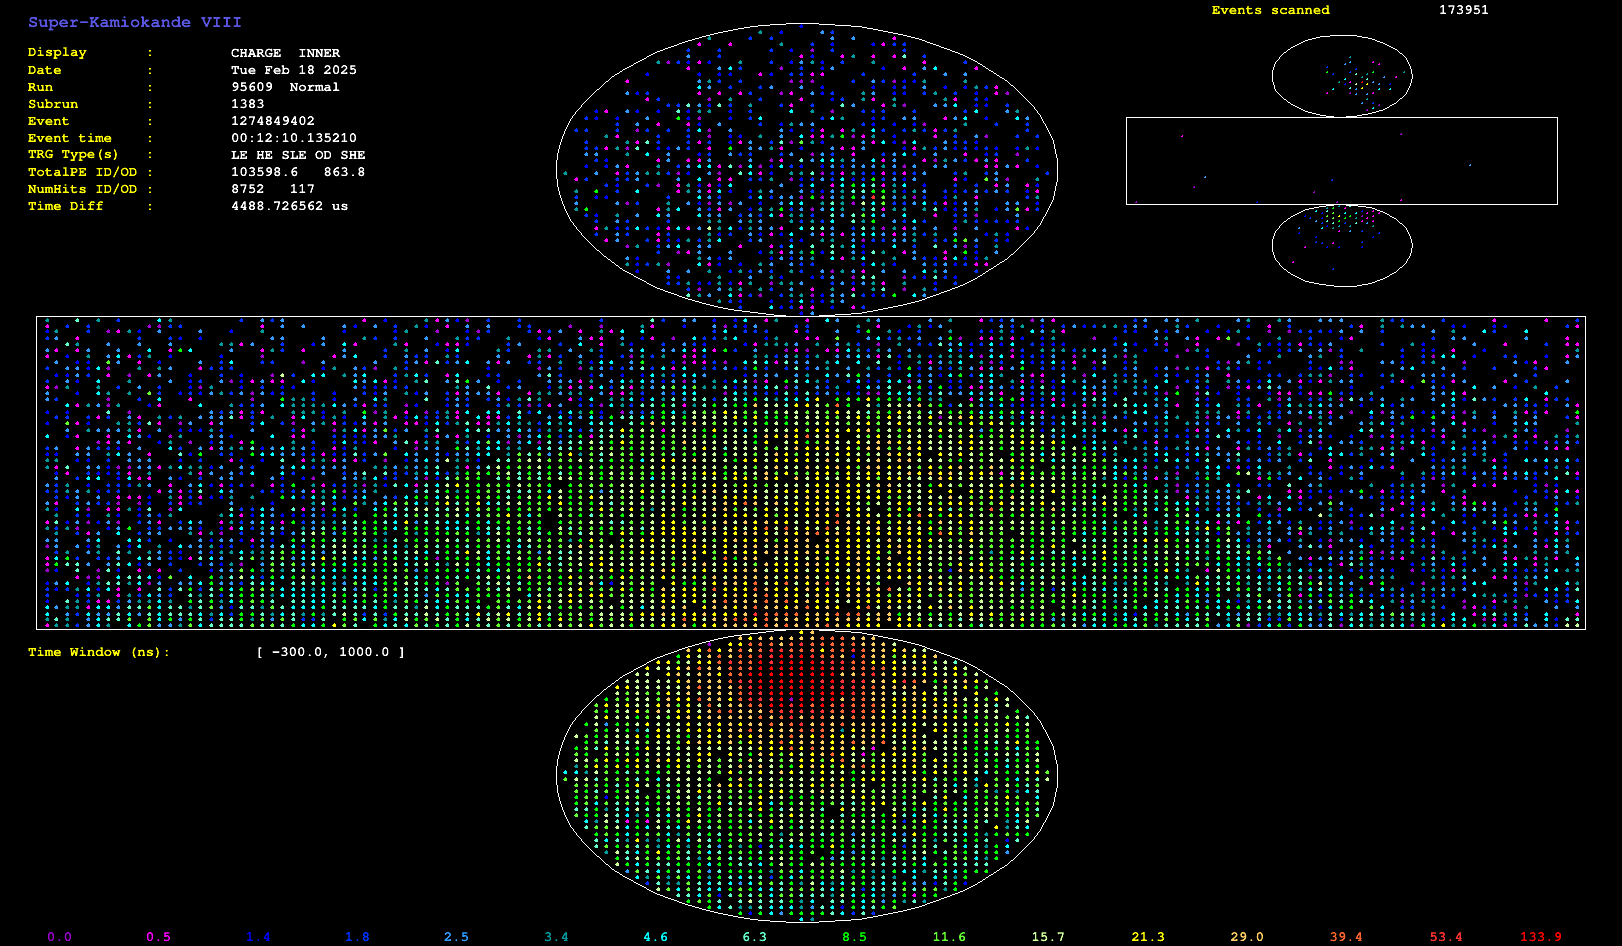 Super-Kamiokande VIII
Events scanned 173951
Display : CHARGE INNER
Date : Tue Feb 18 2025
Run : 95609 Normal
Subrun : 1383
Event : 1274849402
Event time : 00:12:10.135210
TRG Type(s) : LE HE SLE OD SHE
TotalPE ID/OD : 103598.6 863.8
NumHits ID/OD : 8752 117
Time Diff : 4488.726562 us
Time Window (ns): [ -300.0, 1000.0 ]
0.0 0.5 1.4 1.8 2.5 3.4 4.6 6.3 8.5 11.6 15.7 21.3 29.0 39.4 53.4 133.9